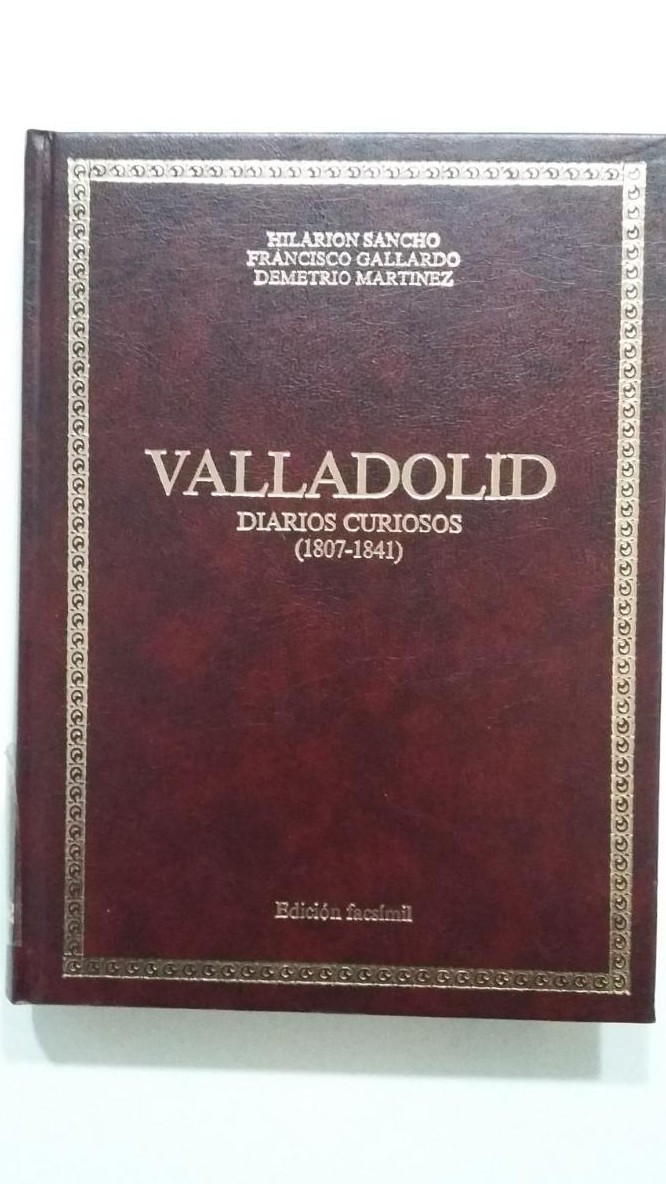 HILARION SANCHO
FRANCISCO GALLARDO
DEMETRIO MARTINEZ
VALLADOLID
DIARIOS CURIOSOS
(1807-1841)
Edición facsímil